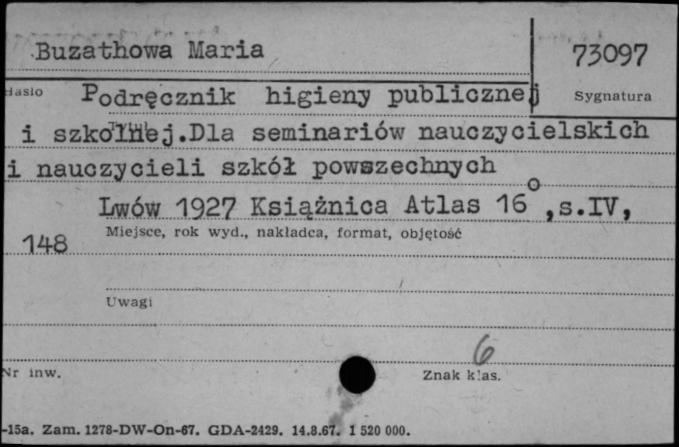 Buzathowa Maria
73097
Hasło Podręcznik higieny publicznej
Sygnatura
i szkolnej.Dla seminariów nauczycielskich
i nauczycieli szkół powszechnych
Lwów 1927 Książnica Atlas 16°,s.IV,
Miejsce, rok wyd., nakładca, format, objętość
148
Uwagi
6
Nr inw.
Znak klas.
-15a. Zam. 1278-DW-On-67. GDA-2429. 14.8.67. 1 520 000.